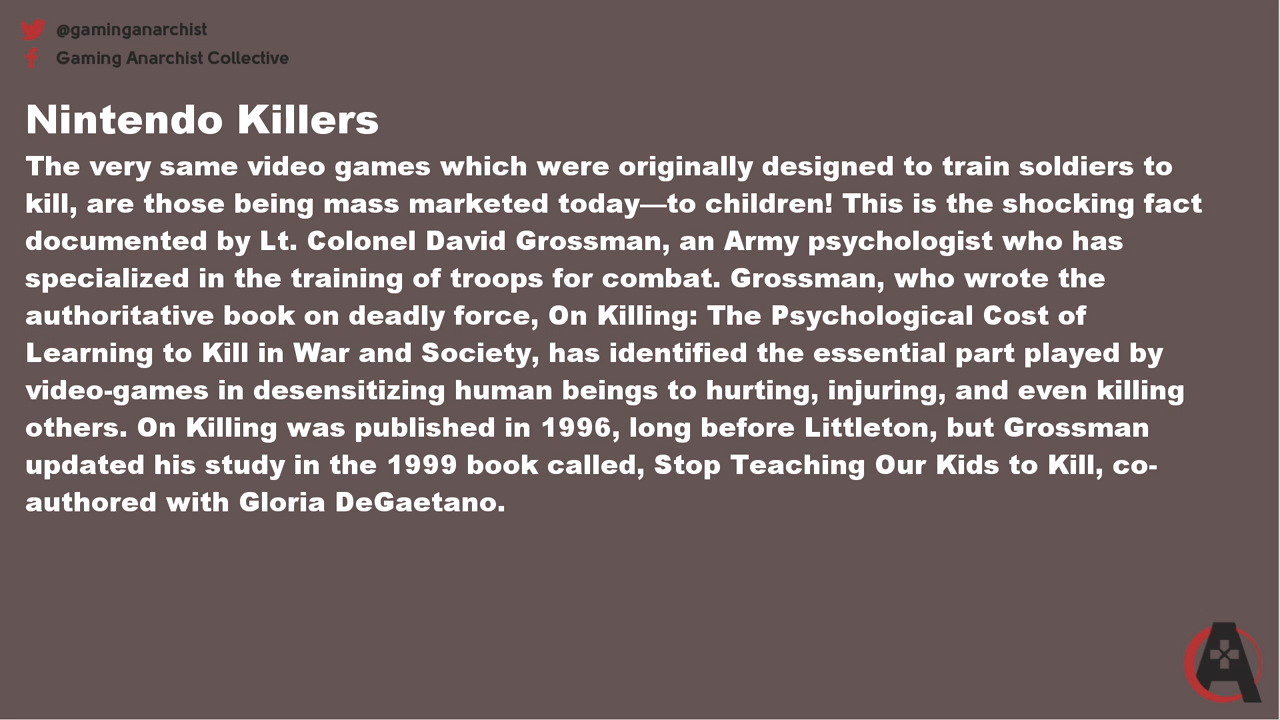 @gaminganarchist
Gaming Anarchist Collective
Nintendo Killers
The very same video games which were originally designed to train soldiers to
kill, are those being mass marketed today—to children! This is the shocking fact
documented by Lt. Colonel David Grossman, an Army psychologist who has
specialized in the training of troops for combat. Grossman, who wrote the
authoritative book on deadly force, On Killing: The Psychological Cost of
Learning to Kill in War and Society, has identified the essential part played by
video-games in desensitizing human beings to hurting, injuring, and even killing
others. On Killing was published in 1996, long before Littleton, but Grossman
updated his study in the 1999 book called, Stop Teaching Our Kids to Kill, co-
authored with Gloria DeGaetano.
A